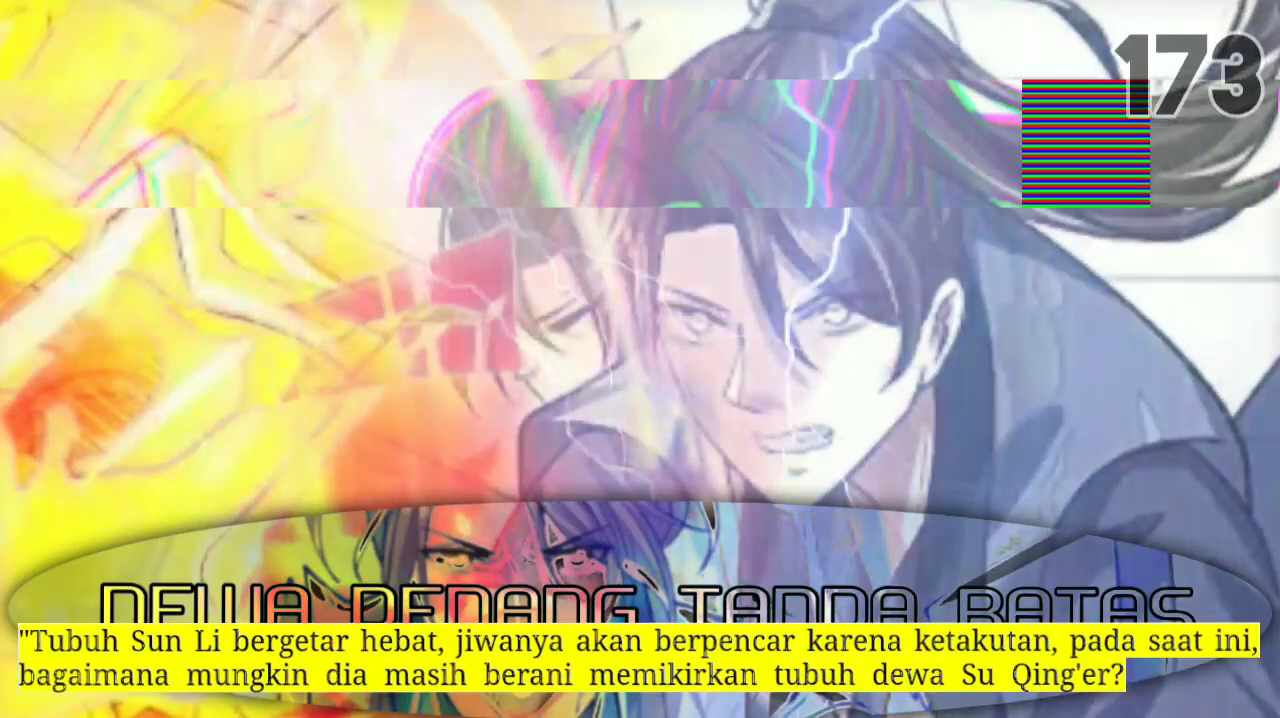 173
DEWA PEDANG TANPA BATAS
"Tubuh Sun Li bergetar hebat, jiwanya akan berpencar karena ketakutan, pada saat ini,
bagaimana mungkin dia masih berani memikirkan tubuh dewa Su Qing'er?